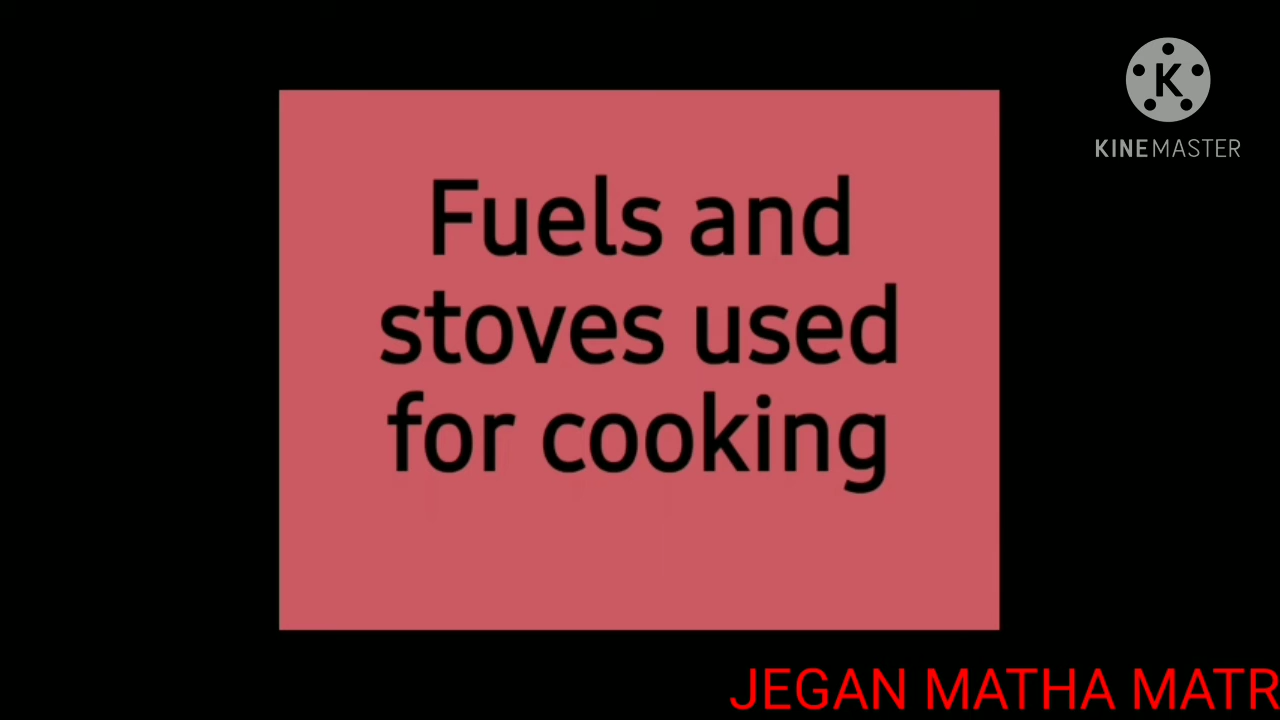 K
KINEMASTER
Fuels and
stoves used
for cooking
JEGAN MATHA MATR